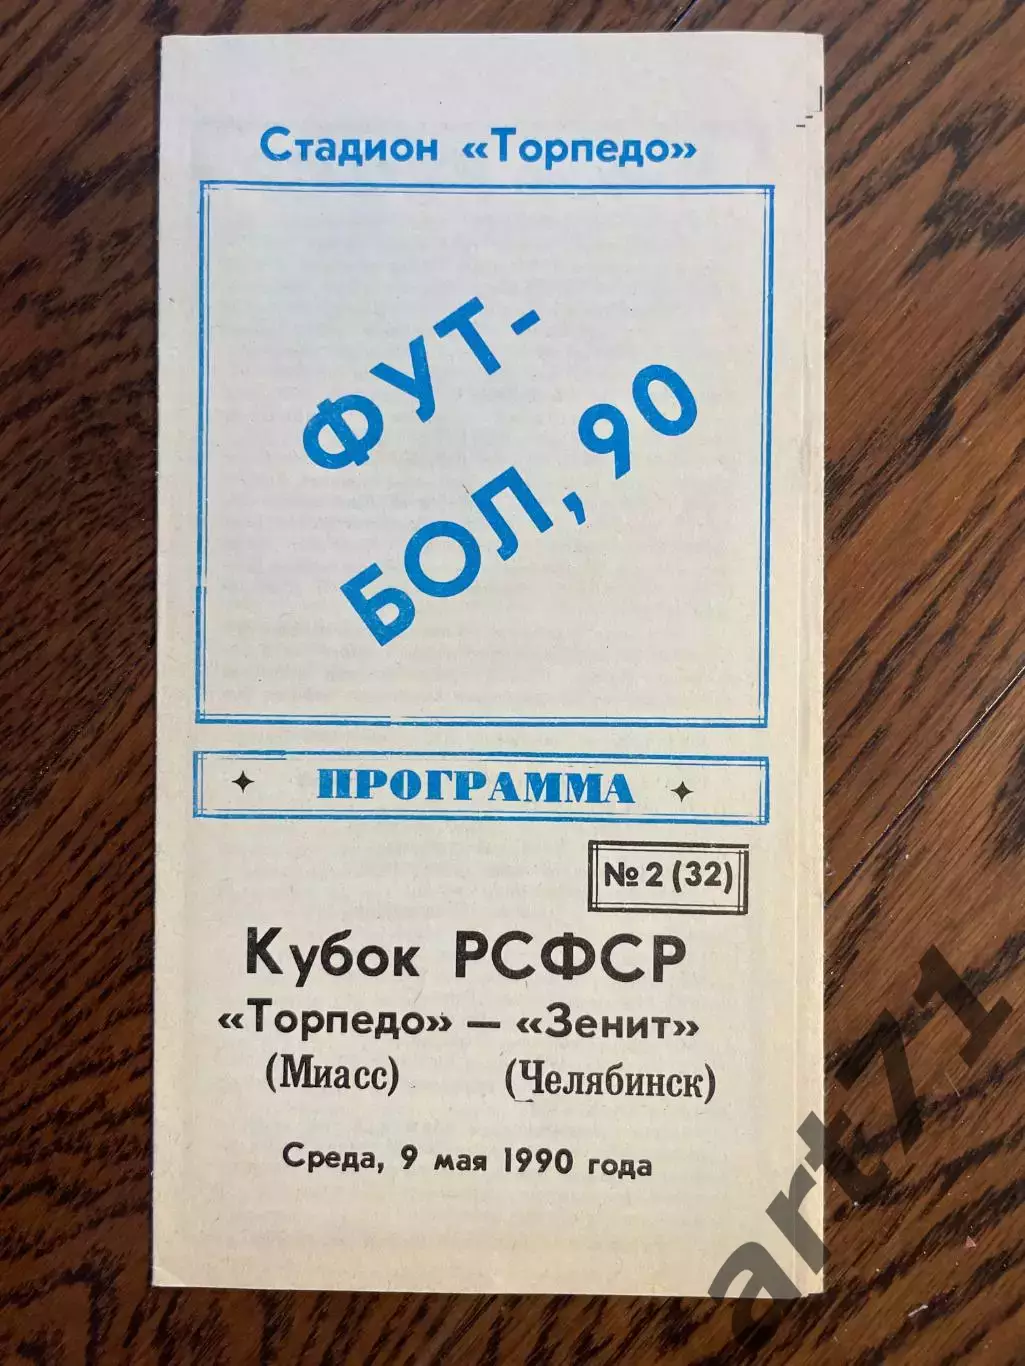 Стадион «Торпедо»
ФУТ-
БОЛ, 90
ПРОГРАММА
№ 2 (32)
Кубок РСФСР
«Торпедо» — «Зенит»
(Миасс) (Челябинск)
Среда, 9 мая 1990 года
art71